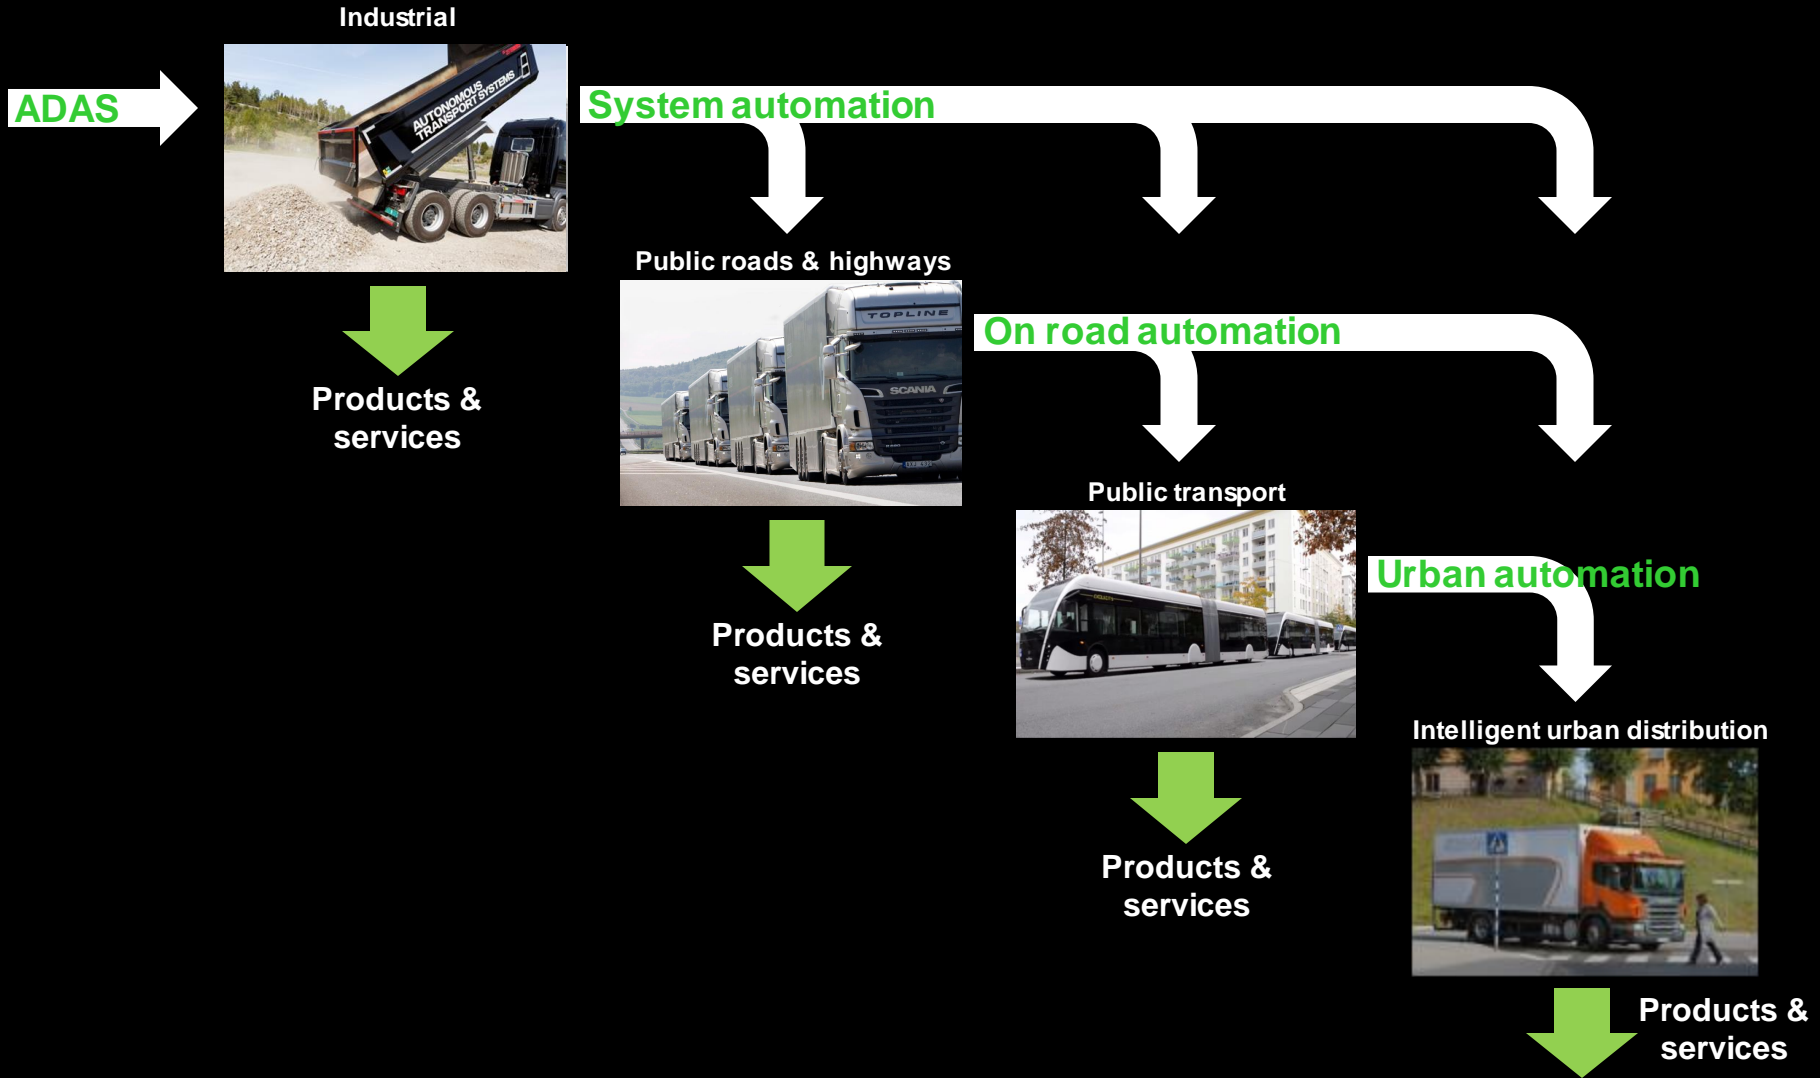 Industrial
ADAS
AUTONOMOUS
TRANSPORT SYSTEMS
System automation
Public roads & highways
TOPLINE
SCANIA
On road automation
Products &
services
Public transport
Urban automation
Products &
services
Intelligent urban distribution
Products &
services
Products &
services